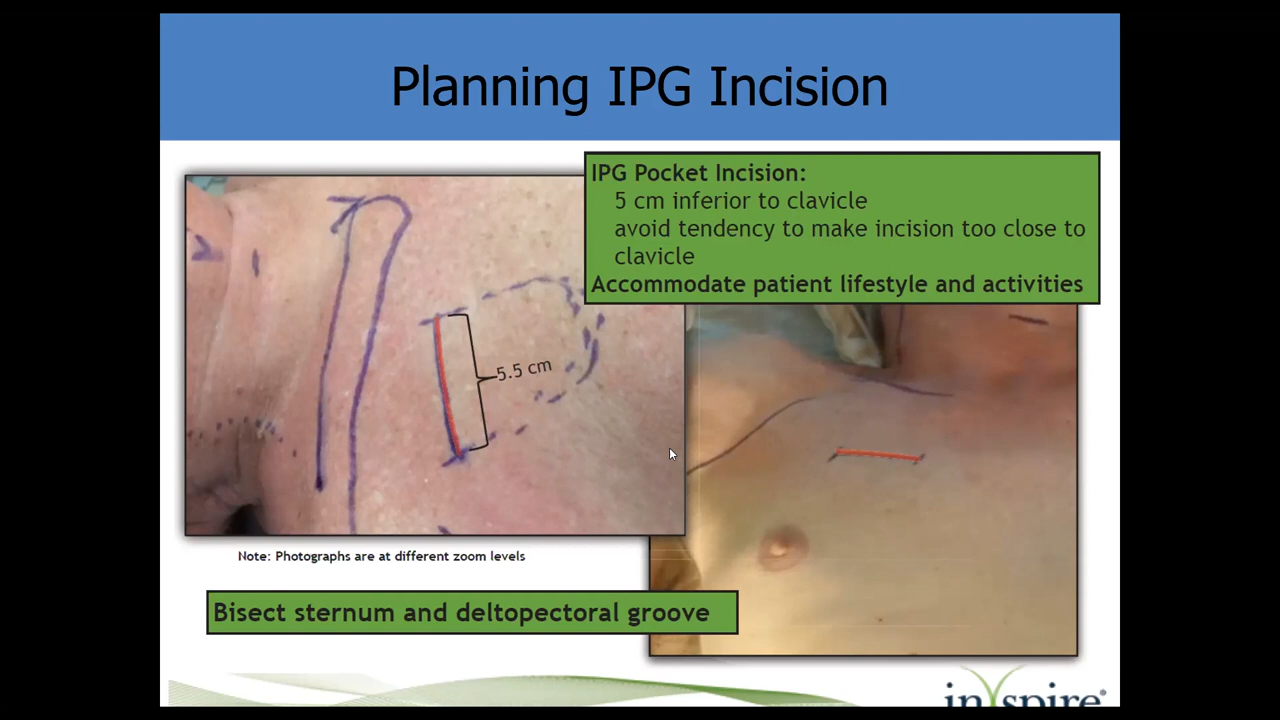 Planning IPG Incision
IPG Pocket Incision:
5 cm inferior to clavicle
avoid tendency to make incision too close to
clavicle
Accommodate patient lifestyle and activities
5.5 cm
Note: Photographs are at different zoom levels
Bisect sternum and deltopectoral groove
inspire®